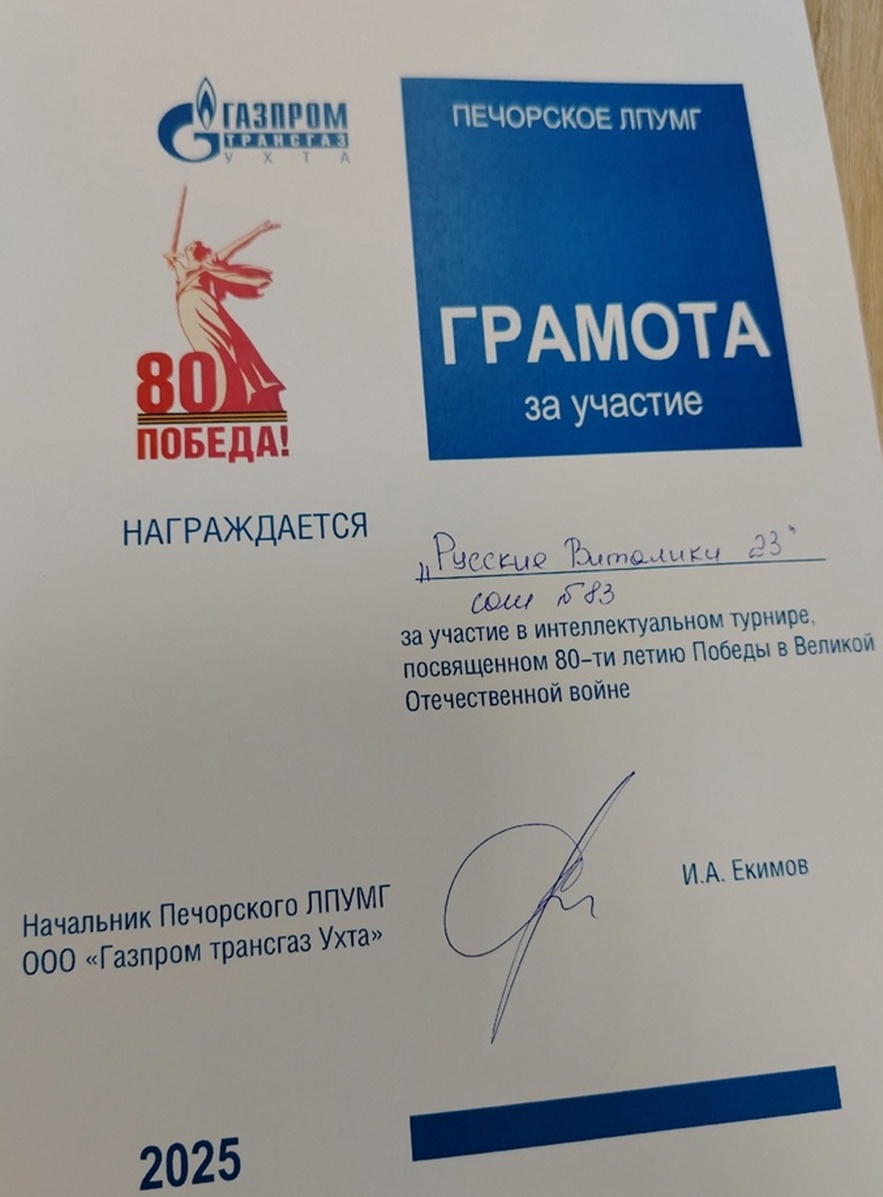 ГАЗПРОМ
ТРАНСГАЗ
УХТА
80
ПОБЕДА!
ПЕЧОРСКОЕ ЛПУМГ
ГРАМОТА
за участие
НАГРАЖДАЕТСЯ
„Русские Виталики 23"
сош №83
за участие в интеллектуальном турнире,
посвященном 80-ти летию Победы в Великой
Отечественной войне
Начальник Печорского ЛПУМГ
ООО «Газпром трансгаз Ухта»
И.А. Екимов
2025